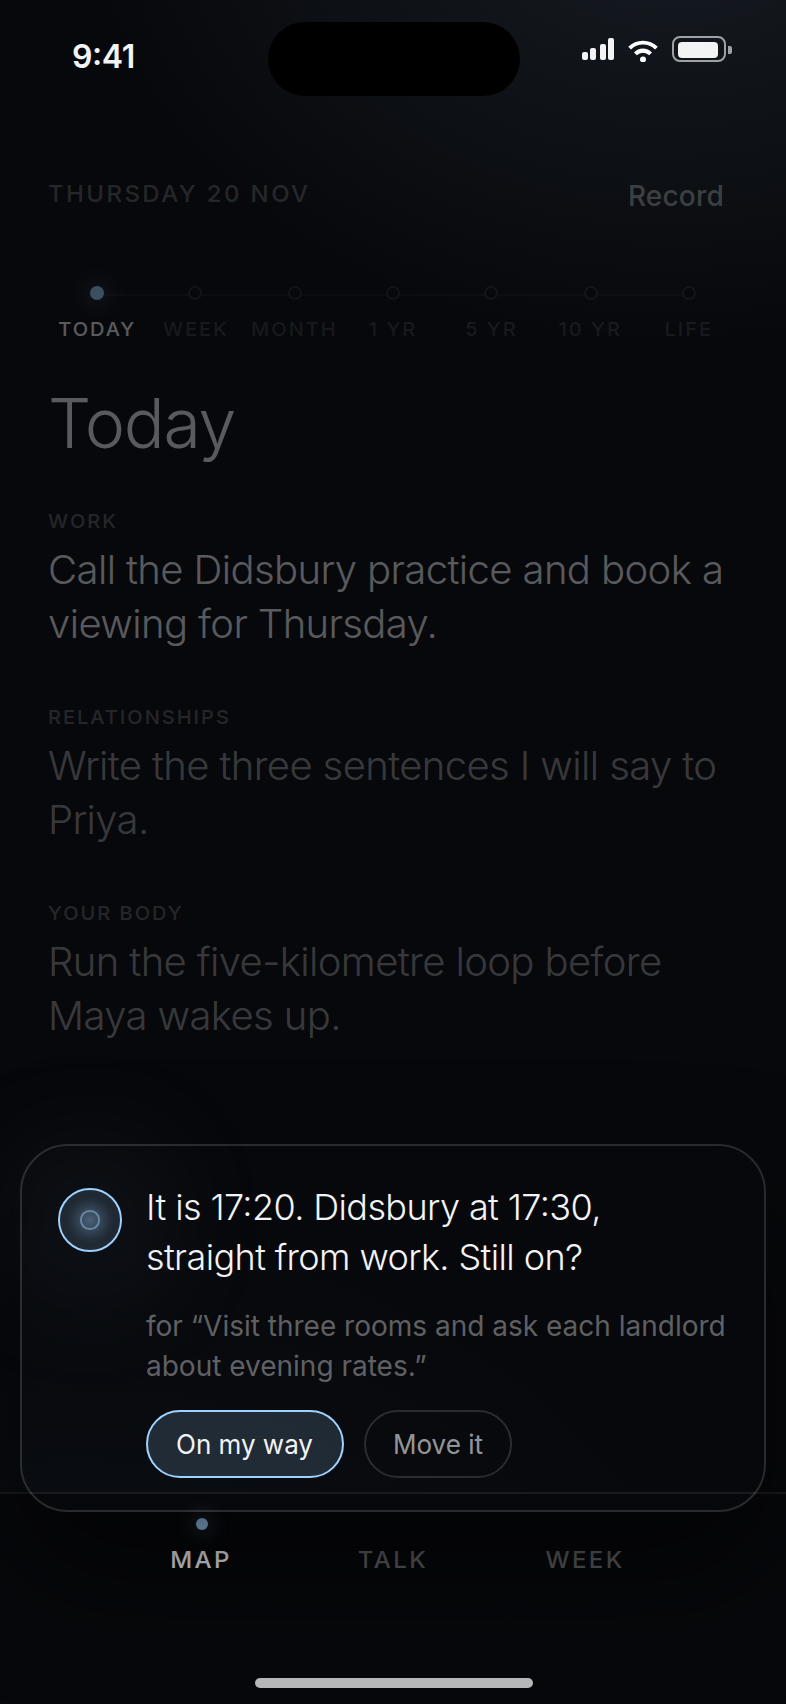 9:41
THURSDAY 20 NOV
Record
TODAY WEEK MONTH 1 YR 5 YR 10 YR LIFE
Today
WORK
Call the Didsbury practice and book a
viewing for Thursday.
RELATIONSHIPS
Write the three sentences I will say to
Priya.
YOUR BODY
Run the five-kilometre loop before
Maya wakes up.
It is 17:20. Didsbury at 17:30,
straight from work. Still on?
for “Visit three rooms and ask each landlord
about evening rates.”
On my way Move it
MAP TALK WEEK